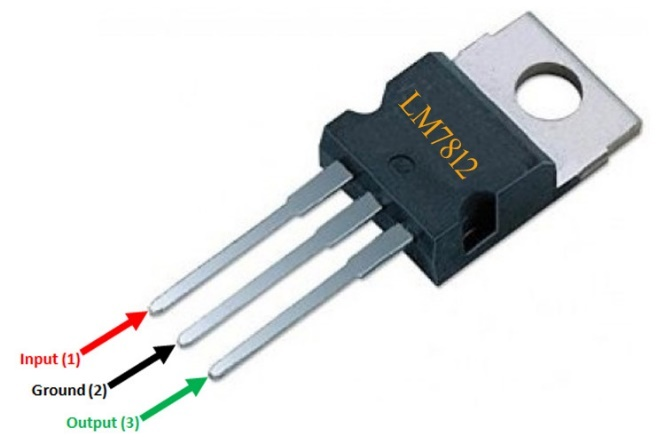 LM7812
Input (1)
Ground (2)
Output (3)